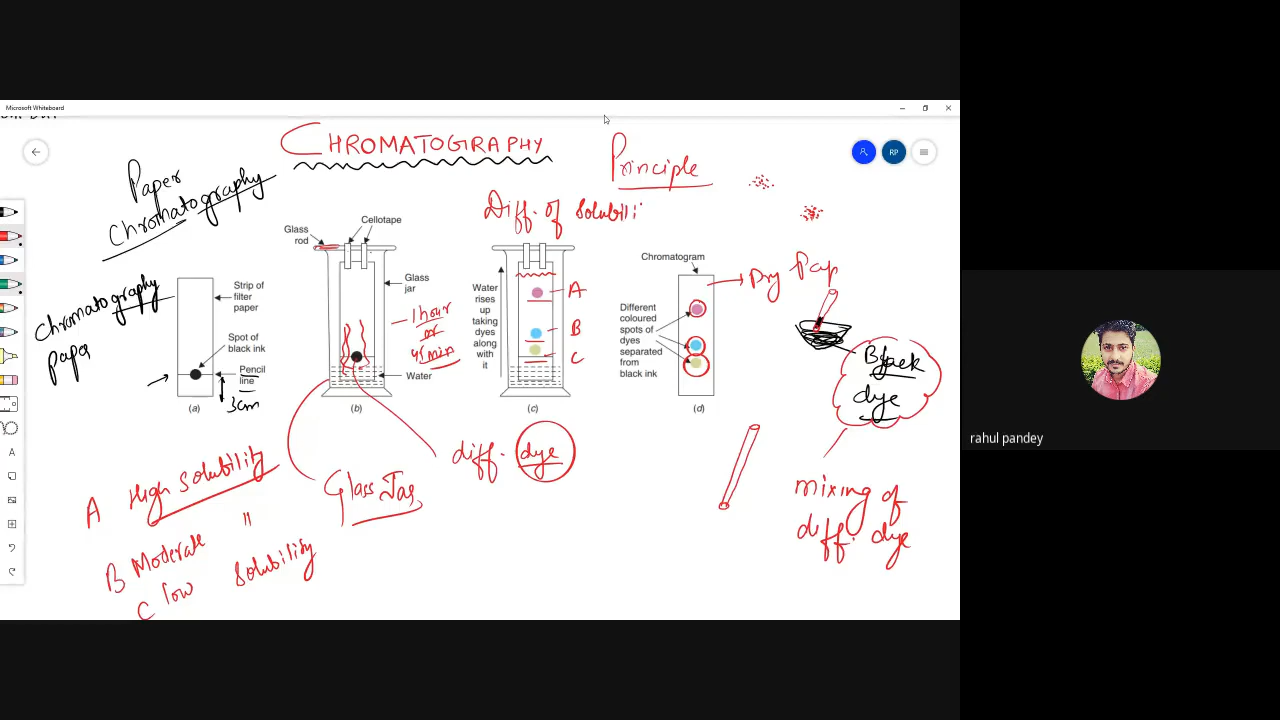 Microsoft Whiteboard
CHROMATOGRAPHY
Principle
Paper
Chromatography
Diff. of solubili
RP
Glass
rod
Cellotape
Glass
jar
1 hour
or
45 min
Water
(b)
Chromatography
Paper
Strip of
filter
paper
Spot of
black ink
Pencil
line
3cm
(a)
Water
rises
up
taking
dyes
along
with
it
A
B
C
(c)
Chromatogram
Dry Pap
Different
coloured
spots of
dyes
separated
from
black ink
(d)
Black
dye
mixing of
diff. dye
diff. dye
Glass Jar
A High solubility
B Moderate "
C low solubility
rahul pandey